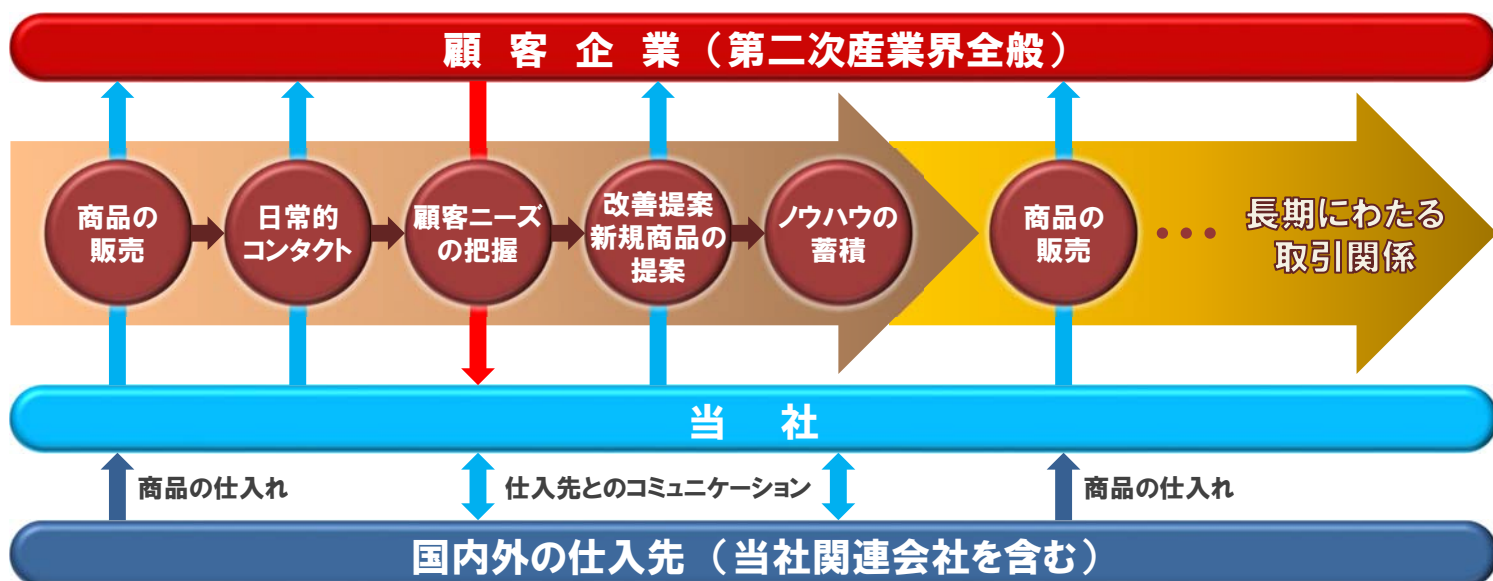 顧客企業（第二次産業界全般）
商品の
販売
日常的
コンタクト
顧客ニーズ
の把握
改善提案
新規商品の
提案
ノウハウの
蓄積
商品の
販売
・・・
長期にわたる
取引関係
当社
商品の仕入れ
仕入先とのコミュニケーション
商品の仕入れ
国内外の仕入先（当社関連会社を含む）